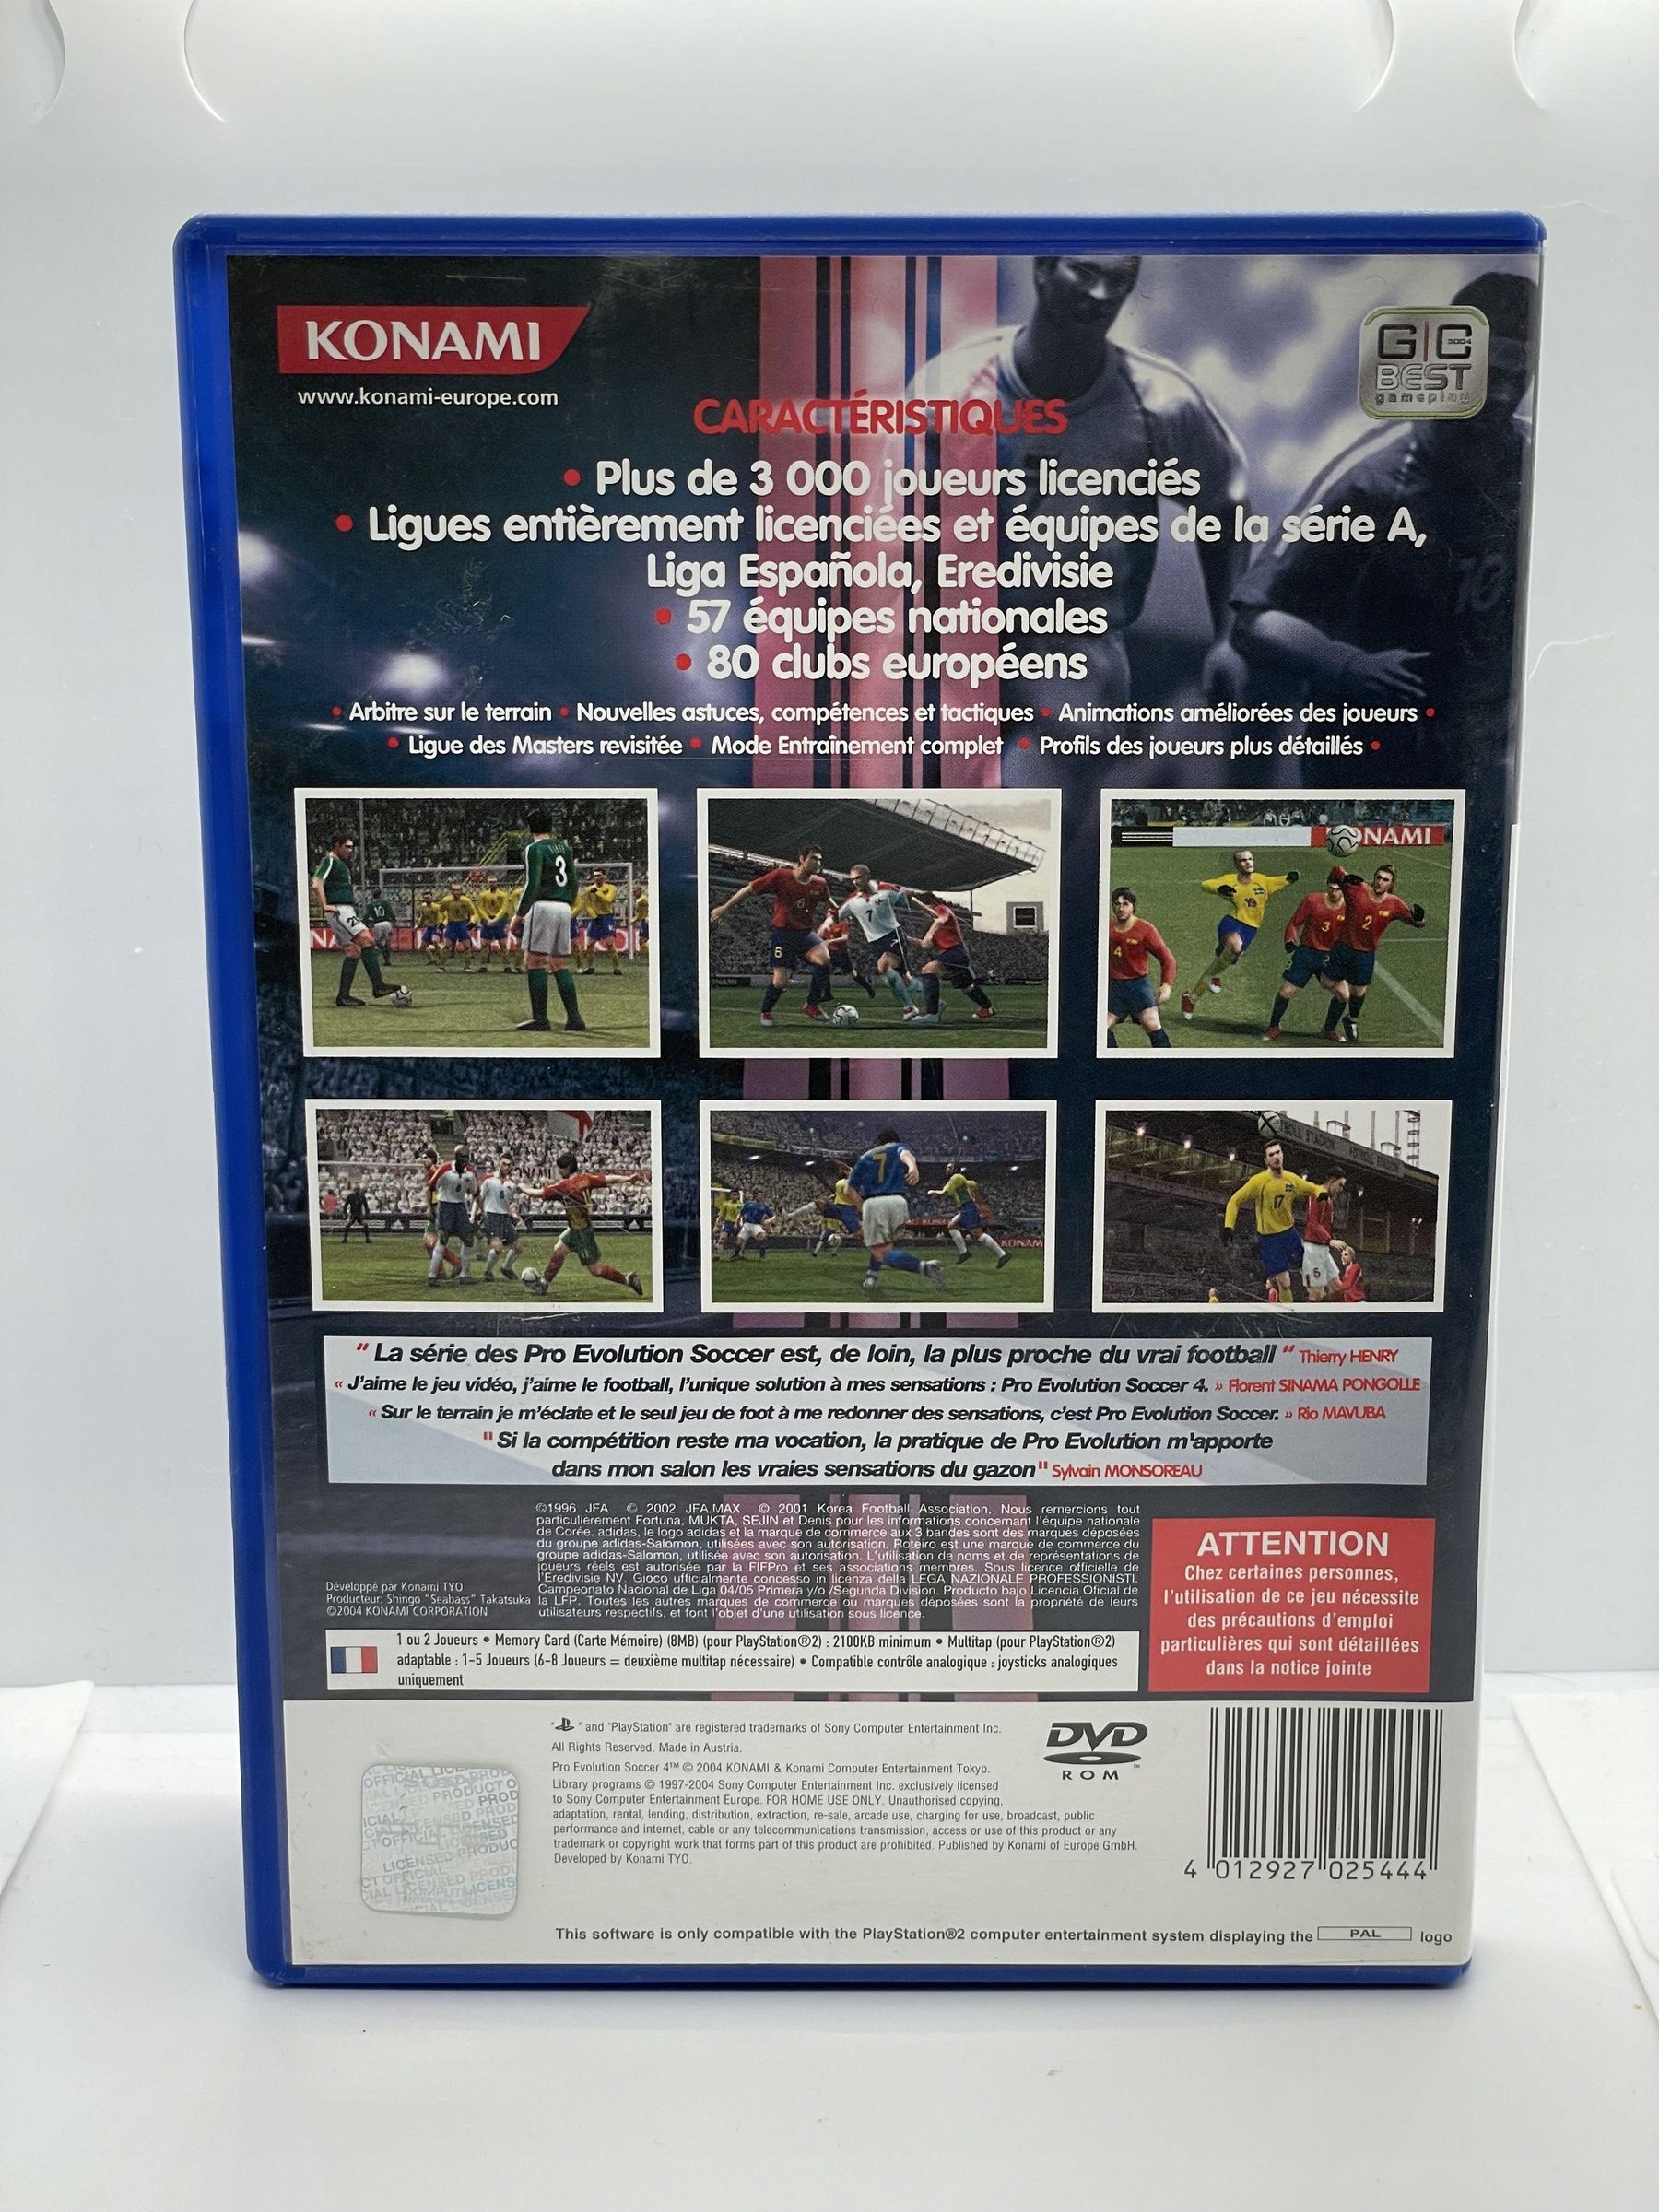 KONAMI
www.konami-europe.com
G|C
2004
BEST
gameplay
CARACTÉRISTIQUES
• Plus de 3 000 joueurs licenciés
• Ligues entièrement licenciées et équipes de la série A,
Liga Española, Eredivisie
• 57 équipes nationales
• 80 clubs européens
• Arbitre sur le terrain • Nouvelles astuces, compétences et tactiques • Animations améliorées des joueurs •
• Ligue des Masters revisitée • Mode Entraînement complet • Profils des joueurs plus détaillés •
3
10
6
7
KONAMI
19
4
3
2
7
KONAMI
17
" La série des Pro Evolution Soccer est, de loin, la plus proche du vrai football " Thierry HENRY
« J'aime le jeu vidéo, j'aime le football, l'unique solution à mes sensations : Pro Evolution Soccer 4. » Florent SINAMA PONGOLLE
« Sur le terrain je m'éclate et le seul jeu de foot à me redonner des sensations, c'est Pro Evolution Soccer. » Rio MAVUBA
" Si la compétition reste ma vocation, la pratique de Pro Evolution m'apporte
dans mon salon les vraies sensations du gazon" Sylvain MONSOREAU
©1996 JFA © 2002 JFA.MAX © 2001 Korea Football Association. Nous remercions tout
particulièrement Fortuna, MUKTA, SEJIN et Denis pour les informations concernant l'équipe nationale
de Corée. adidas, le logo adidas et la marque de commerce aux 3 bandes sont des marques déposées
du groupe adidas-Salomon, utilisées avec son autorisation. Roteiro est une marque de commerce du
groupe adidas-Salomon, utilisée avec son autorisation. L'utilisation de noms et de représentations de
joueurs réels est autorisée par la FIFPro et ses associations membres. Sous licence officielle de
l'Eredivisie NV. Gioco ufficialmente concesso in licenza della LEGA NAZIONALE PROFESSIONISTI.
Campeonato Nacional de Liga 04/05 Primera y/o /Segunda Division. Producto bajo Licencia Oficial de
la LFP. Toutes les autres marques de commerce ou marques déposées sont la propriété de leurs
utilisateurs respectifs, et font l'objet d'une utilisation sous licence.
Développé par Konami TYO
Producteur: Shingo "Seabass" Takatsuka
©2004 KONAMI CORPORATION
ATTENTION
Chez certaines personnes,
l'utilisation de ce jeu nécessite
des précautions d'emploi
particulières qui sont détaillées
dans la notice jointe
1 ou 2 Joueurs • Memory Card (Carte Mémoire) (8MB) (pour PlayStation®2) : 2100KB minimum • Multitap (pour PlayStation®2)
adaptable : 1-5 Joueurs (6-8 Joueurs = deuxième multitap nécessaire) • Compatible contrôle analogique : joysticks analogiques
uniquement
" " and "PlayStation" are registered trademarks of Sony Computer Entertainment Inc.
All Rights Reserved. Made in Austria.
Pro Evolution Soccer 4™ © 2004 KONAMI & Konami Computer Entertainment Tokyo.
Library programs © 1997-2004 Sony Computer Entertainment Inc. exclusively licensed
to Sony Computer Entertainment Europe. FOR HOME USE ONLY. Unauthorised copying,
adaptation, rental, lending, distribution, extraction, re-sale, arcade use, charging for use, broadcast, public
performance and internet, cable or any telecommunications transmission, access or use of this product or any
trademark or copyright work that forms part of this product are prohibited. Published by Konami of Europe GmbH.
Developed by Konami TYO.
DVD
ROM
™
4 012927 025444
OFFICIAL
LICENSED PRODUC
This software is only compatible with the PlayStation®2 computer entertainment system displaying the PAL logo